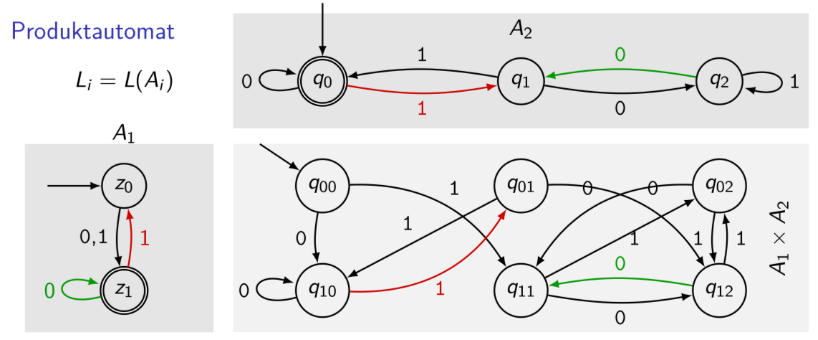 Produktautomat
L_i = L(A_i)
A_2
0
q_0
1
1
q_1
0
0
q_2
1
A_1
z_0
0,1
1
0
z_1
q_00
1
q_01
0
0
q_02
0
1
1
1
1
0
q_10
1
q_11
0
0
q_12
A_1 × A_2